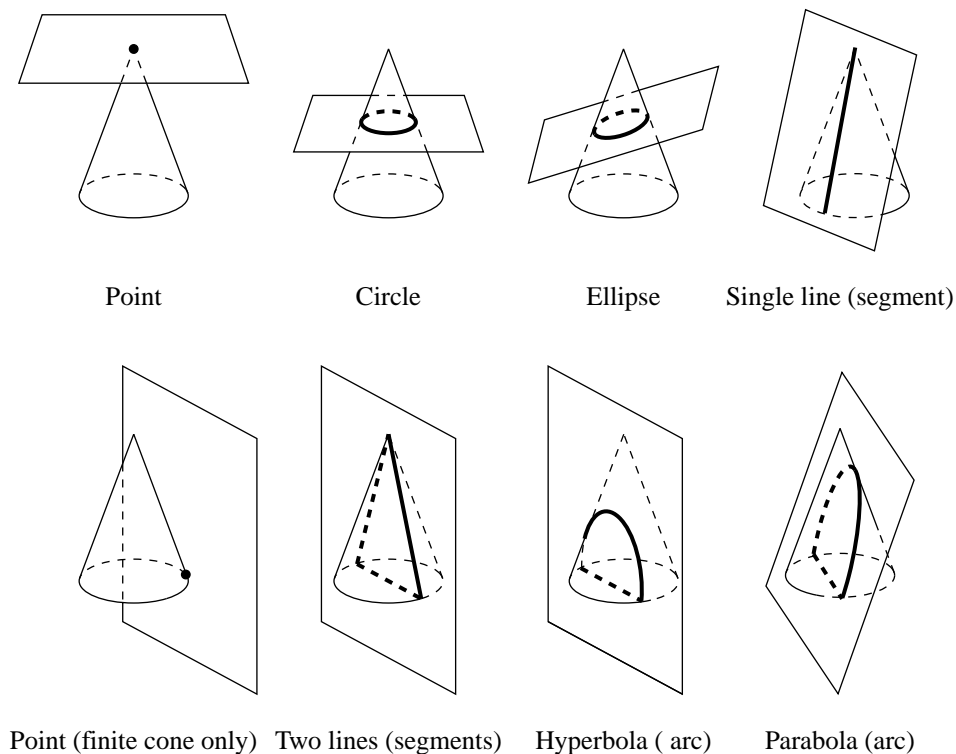 Point
Circle
Ellipse
Single line (segment)
Point (finite cone only)
Two lines (segments)
Hyperbola ( arc)
Parabola (arc)